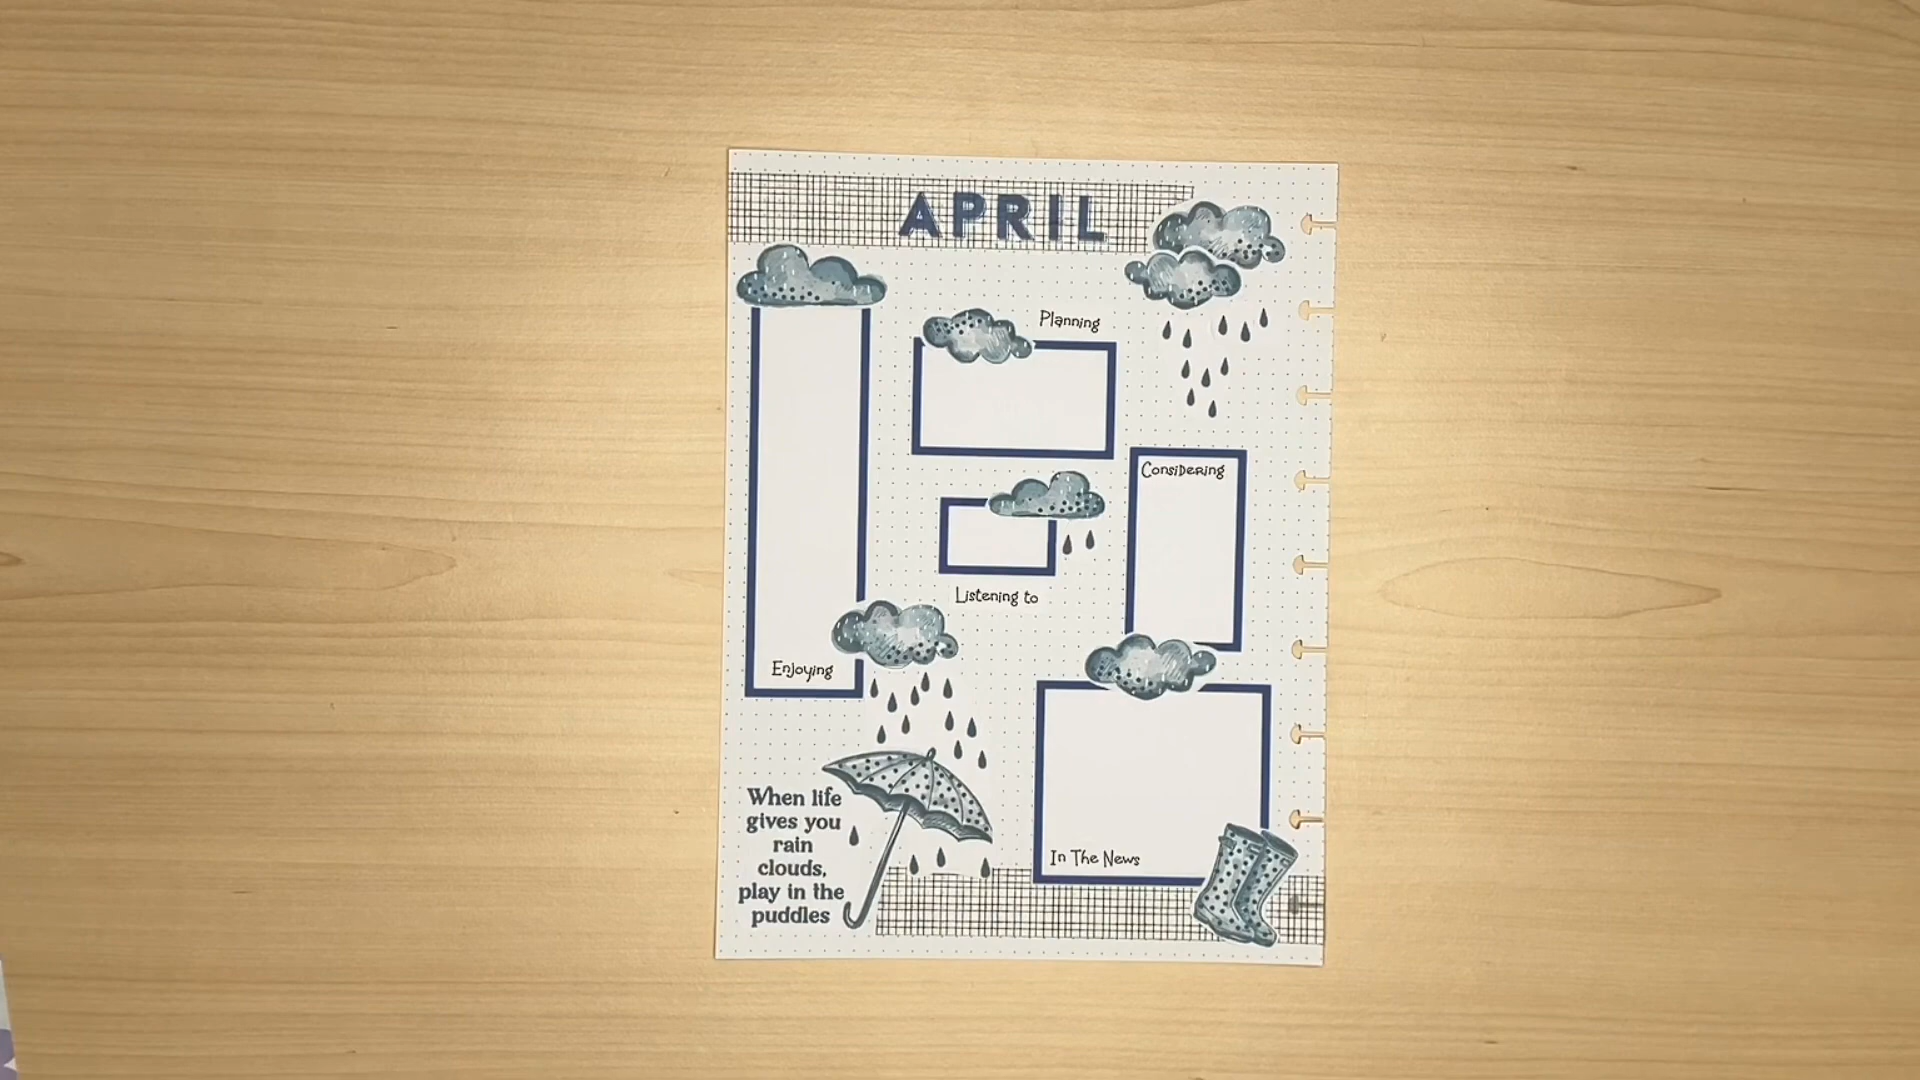 APRIL
Planning
Considering
Listening to
Enjoying
When life
gives you
rain
clouds,
play in the
puddles
In The News